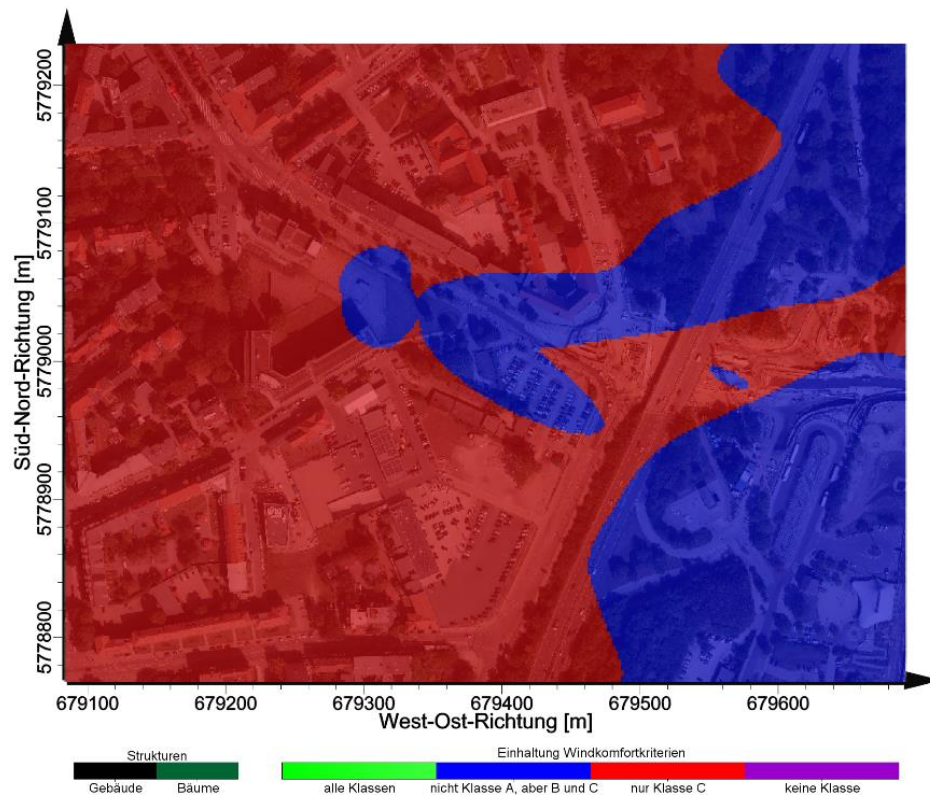 5779200
5779100
5779000
5778900
5778800
Süd-Nord-Richtung [m]
679100 679200 679300 679400 679500 679600
West-Ost-Richtung [m]
Strukturen
Gebäude Bäume
Einhaltung Windkomfortkriterien
alle Klassen nicht Klasse A, aber B und C nur Klasse C keine Klasse